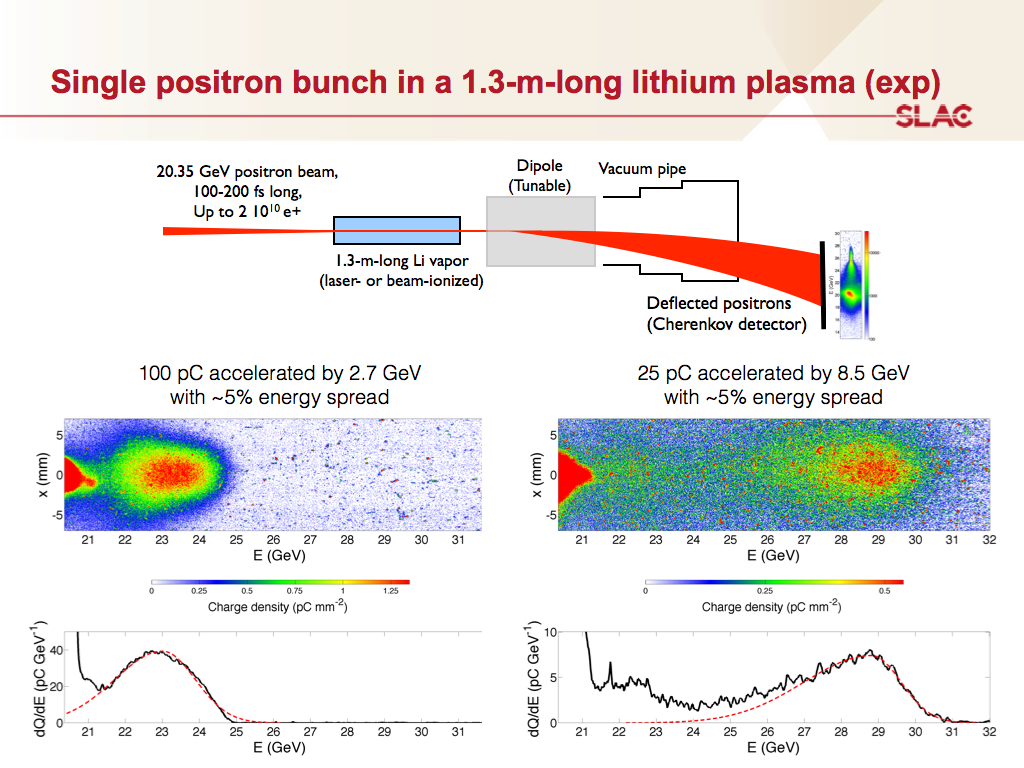 Single positron bunch in a 1.3-m-long lithium plasma (exp)
SLAC
20.35 GeV positron beam,
100-200 fs long,
Up to 2 10¹⁰ e+
Dipole
(Tunable)
Vacuum pipe
1.3-m-long Li vapor
(laser- or beam-ionized)
Deflected positrons
(Cherenkov detector)
E (GeV)
100 pC accelerated by 2.7 GeV
with ~5% energy spread
x (mm)
5
0
-5
21 22 23 24 25 26 27 28 29 30 31
E (GeV)
0 0.25 0.5 0.75 1 1.25
Charge density (pC mm⁻²)
dQ/dE (pC GeV⁻¹)
40
20
0
21 22 23 24 25 26 27 28 29 30 31
E (GeV)
25 pC accelerated by 8.5 GeV
with ~5% energy spread
x (mm)
5
0
-5
21 22 23 24 25 26 27 28 29 30 31 32
E (GeV)
0 0.25 0.5
Charge density (pC mm⁻²)
dQ/dE (pC GeV⁻¹)
10
5
0
21 22 23 24 25 26 27 28 29 30 31 32
E (GeV)